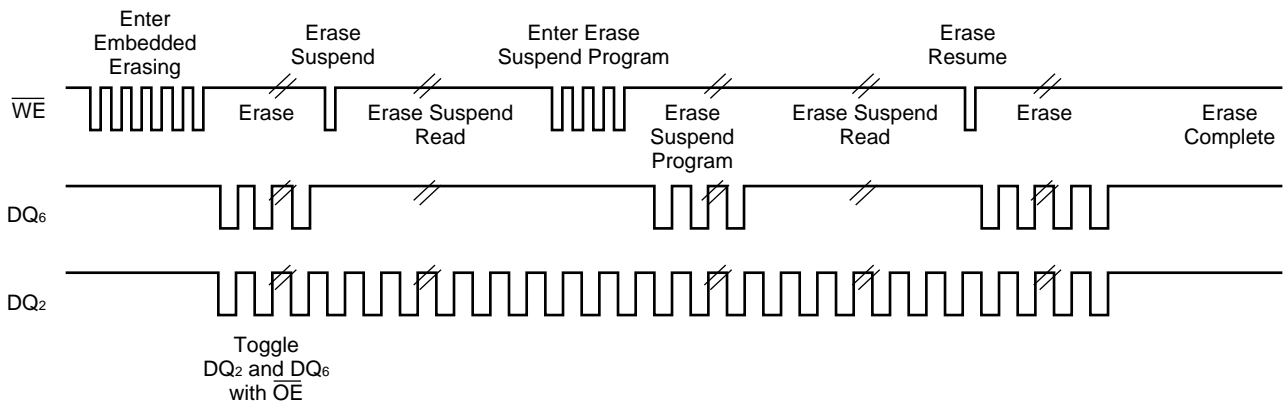 Enter
Embedded
Erasing
Erase
Suspend
Enter Erase
Suspend Program
Erase
Resume
WE
Erase
Erase Suspend
Read
Erase
Suspend
Program
Erase Suspend
Read
Erase
Erase
Complete
DQ6
DQ2
Toggle
DQ2 and DQ6
with OE